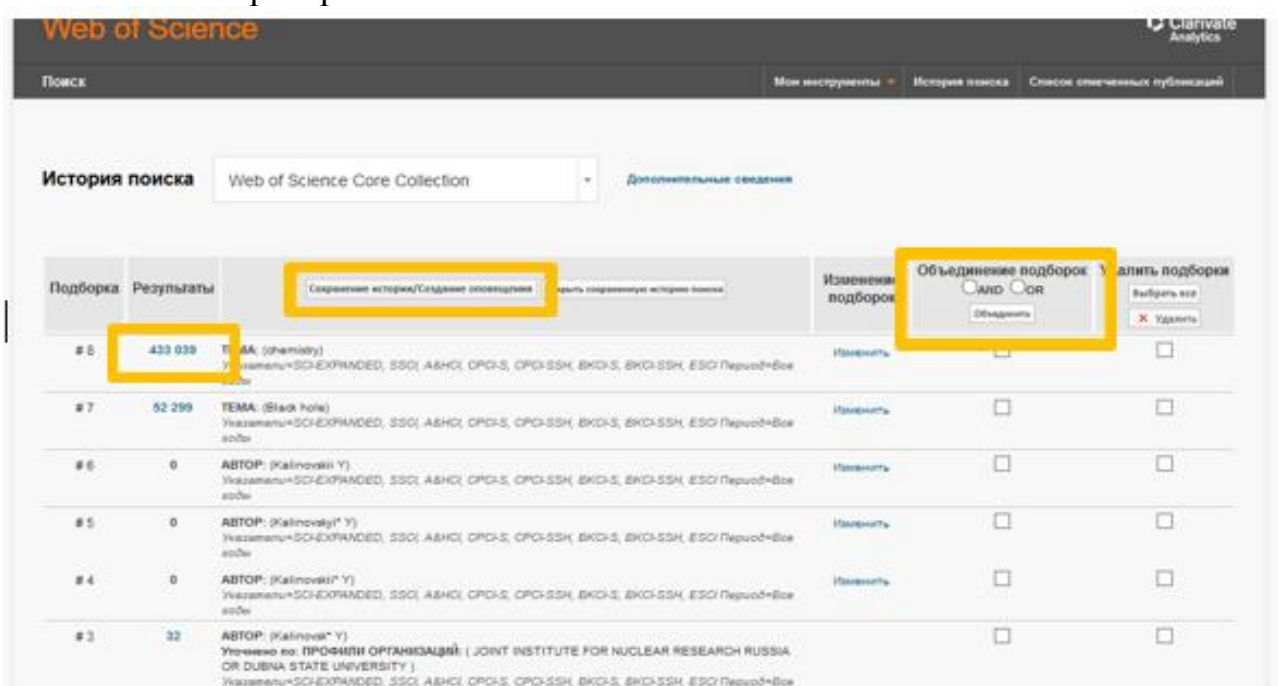 Web of Science
Clarivate
Analytics
Поиск
Мои инструменты
История поиска
Список отмеченных публикаций
История поиска
Web of Science Core Collection
Дополнительные сведения
Подборка
Результаты
Сохранение истории/Создание оповещения
сохраненную историю поиска
Изменение
подборок
Объединение подборок
AND OR
Объединить
Удалить подборки
Выбрать все
Удалить
# 8
433 039
ТЕМА: (chemistry)
Указатели=SCI-EXPANDED, SSCI, A&HCI, CPCI-S, CPCI-SSH, BKCI-S, BKCI-SSH, ESCI Период=Все
годы
Изменить
# 7
52 299
ТЕМА: (Black hole)
Указатели=SCI-EXPANDED, SSCI, A&HCI, CPCI-S, CPCI-SSH, BKCI-S, BKCI-SSH, ESCI Период=Все
годы
Изменить
# 6
0
АВТОР: (Kalinovskii Y)
Указатели=SCI-EXPANDED, SSCI, A&HCI, CPCI-S, CPCI-SSH, BKCI-S, BKCI-SSH, ESCI Период=Все
годы
Изменить
# 5
0
АВТОР: (Kalinovskyi* Y)
Указатели=SCI-EXPANDED, SSCI, A&HCI, CPCI-S, CPCI-SSH, BKCI-S, BKCI-SSH, ESCI Период=Все
годы
Изменить
# 4
0
АВТОР: (Kalinovskii* Y)
Указатели=SCI-EXPANDED, SSCI, A&HCI, CPCI-S, CPCI-SSH, BKCI-S, BKCI-SSH, ESCI Период=Все
годы
Изменить
# 3
32
АВТОР: (Kalinovsk* Y)
Уточнено по: ПРОФИЛИ ОРГАНИЗАЦИЙ: ( JOINT INSTITUTE FOR NUCLEAR RESEARCH RUSSIA
OR DUBNA STATE UNIVERSITY )
Указатели=SCI-EXPANDED, SSCI, A&HCI, CPCI-S, CPCI-SSH, BKCI-S, BKCI-SSH, ESCI Период=Все